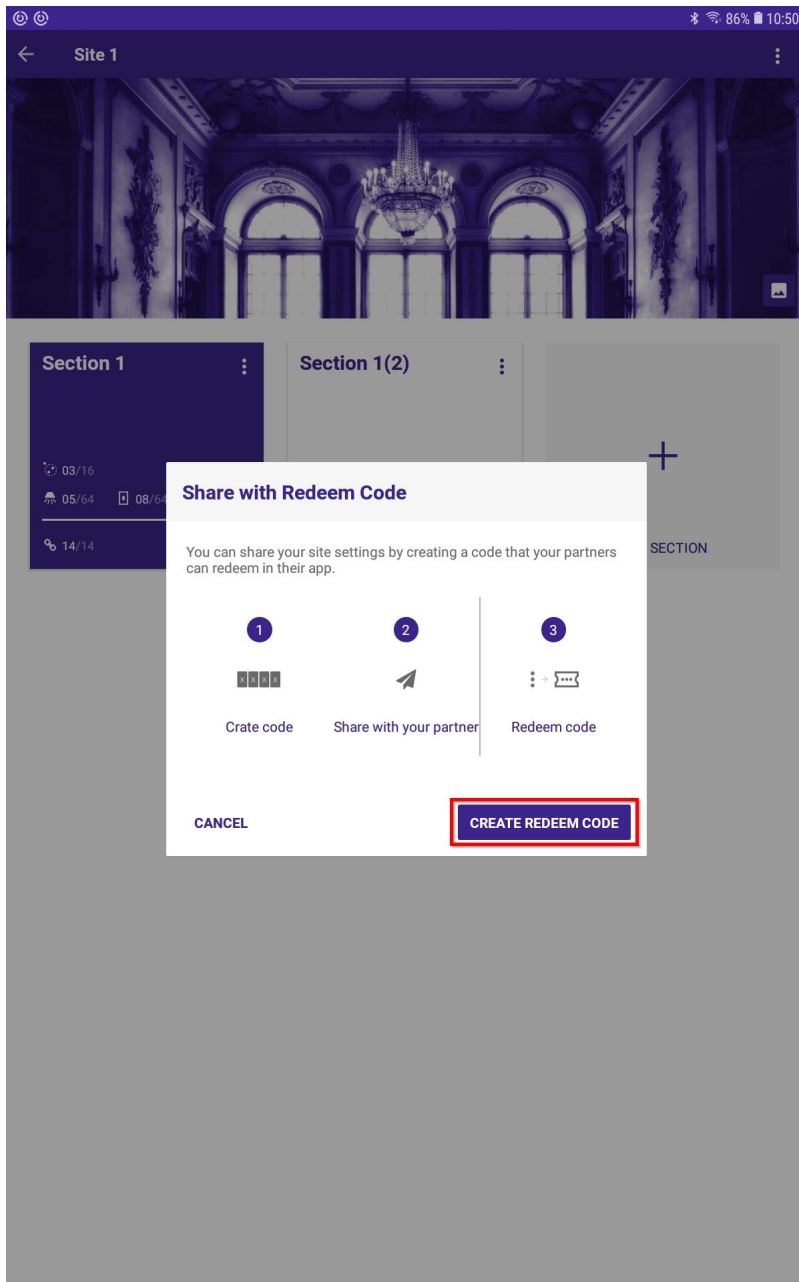 86% 10:50
Site 1
Section 1
Section 1(2)
03/16
05/64 08/64
14/14
SECTION
Share with Redeem Code
You can share your site settings by creating a code that your partners
can redeem in their app.
1 2 3
x x x x
Crate code Share with your partner Redeem code
CANCEL CREATE REDEEM CODE